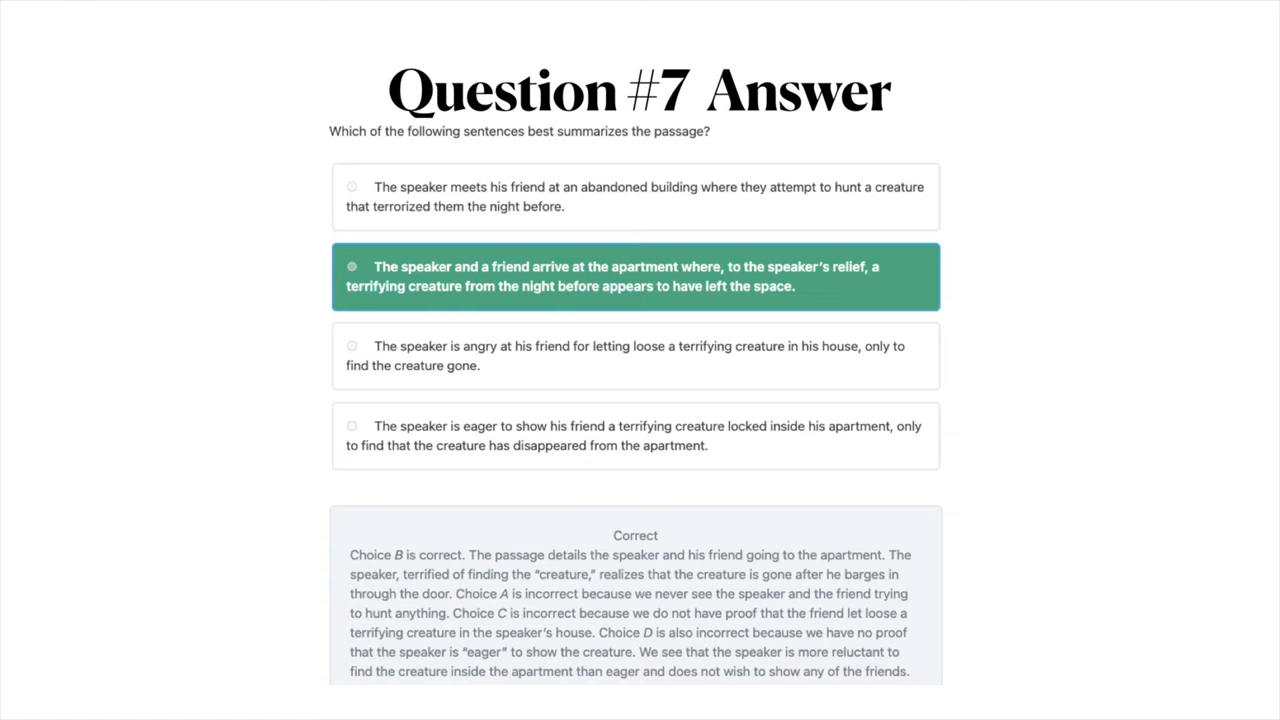 Question #7 Answer
Which of the following sentences best summarizes the passage?
The speaker meets his friend at an abandoned building where they attempt to hunt a creature
that terrorized them the night before.
The speaker and a friend arrive at the apartment where, to the speaker’s relief, a
terrifying creature from the night before appears to have left the space.
The speaker is angry at his friend for letting loose a terrifying creature in his house, only to
find the creature gone.
The speaker is eager to show his friend a terrifying creature locked inside his apartment, only
to find that the creature has disappeared from the apartment.
Correct
Choice B is correct. The passage details the speaker and his friend going to the apartment. The
speaker, terrified of finding the “creature,” realizes that the creature is gone after he barges in
through the door. Choice A is incorrect because we never see the speaker and the friend trying
to hunt anything. Choice C is incorrect because we do not have proof that the friend let loose a
terrifying creature in the speaker’s house. Choice D is also incorrect because we have no proof
that the speaker is “eager” to show the creature. We see that the speaker is more reluctant to
find the creature inside the apartment than eager and does not wish to show any of the friends.